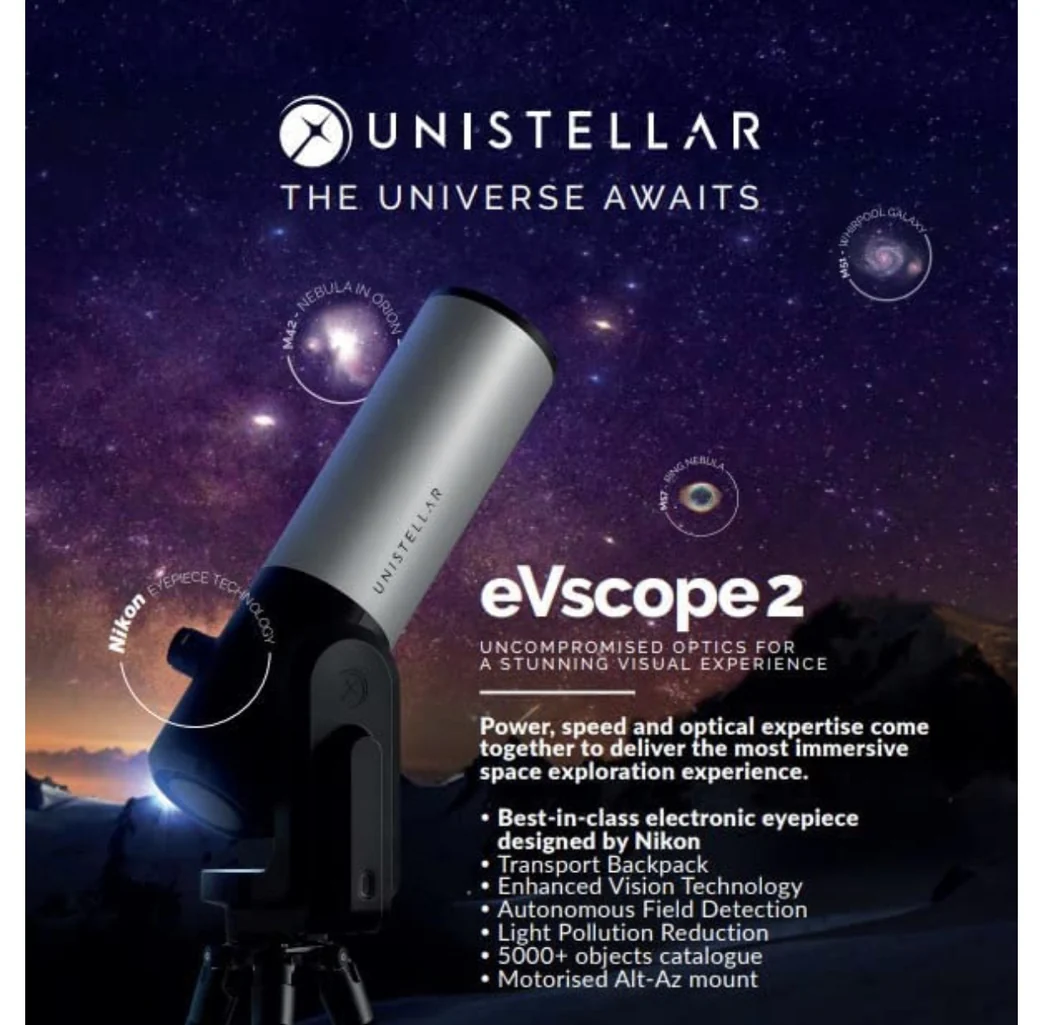 UNISTELLAR
THE UNIVERSE AWAITS
M51 - WHIRPOOL GALAXY
M42 - NEBULA IN ORION
M57 - RING NEBULA
UNISTELLAR
Nikon EYEPIECE TECHNOLOGY
eVscope 2
UNCOMPROMISED OPTICS FOR
A STUNNING VISUAL EXPERIENCE
Power, speed and optical expertise come
together to deliver the most immersive
space exploration experience.
• Best-in-class electronic eyepiece
designed by Nikon
• Transport Backpack
• Enhanced Vision Technology
• Autonomous Field Detection
• Light Pollution Reduction
• 5000+ objects catalogue
• Motorised Alt-Az mount